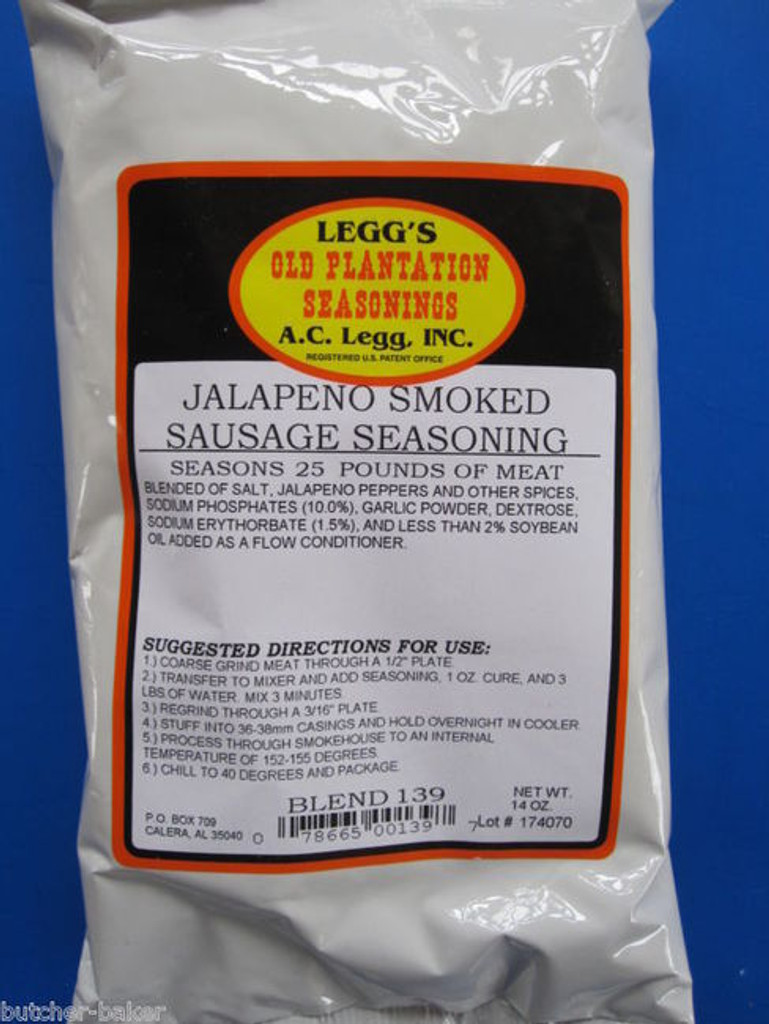 LEGG'S
OLD PLANTATION
SEASONINGS
A.C. Legg, INC.
REGISTERED U.S. PATENT OFFICE
JALAPENO SMOKED
SAUSAGE SEASONING
SEASONS 25 POUNDS OF MEAT
BLENDED OF SALT, JALAPENO PEPPERS AND OTHER SPICES,
SODIUM PHOSPHATES (10.0%), GARLIC POWDER, DEXTROSE,
SODIUM ERYTHORBATE (1.5%), AND LESS THAN 2% SOYBEAN
OIL ADDED AS A FLOW CONDITIONER.
SUGGESTED DIRECTIONS FOR USE:
1.) COARSE GRIND MEAT THROUGH A 1/2" PLATE
2.) TRANSFER TO MIXER AND ADD SEASONING, 1 OZ. CURE, AND 3
LBS OF WATER. MIX 3 MINUTES.
3.) REGRIND THROUGH A 3/16" PLATE
4.) STUFF INTO 36-38mm CASINGS AND HOLD OVERNIGHT IN COOLER.
5.) PROCESS THROUGH SMOKEHOUSE TO AN INTERNAL
TEMPERATURE OF 152-155 DEGREES.
6.) CHILL TO 40 DEGREES AND PACKAGE.
BLEND 139
NET WT.
14 OZ.
P.O. BOX 709
CALERA, AL 35040
0 78665 00139 7
Lot # 174070
butcher-baker